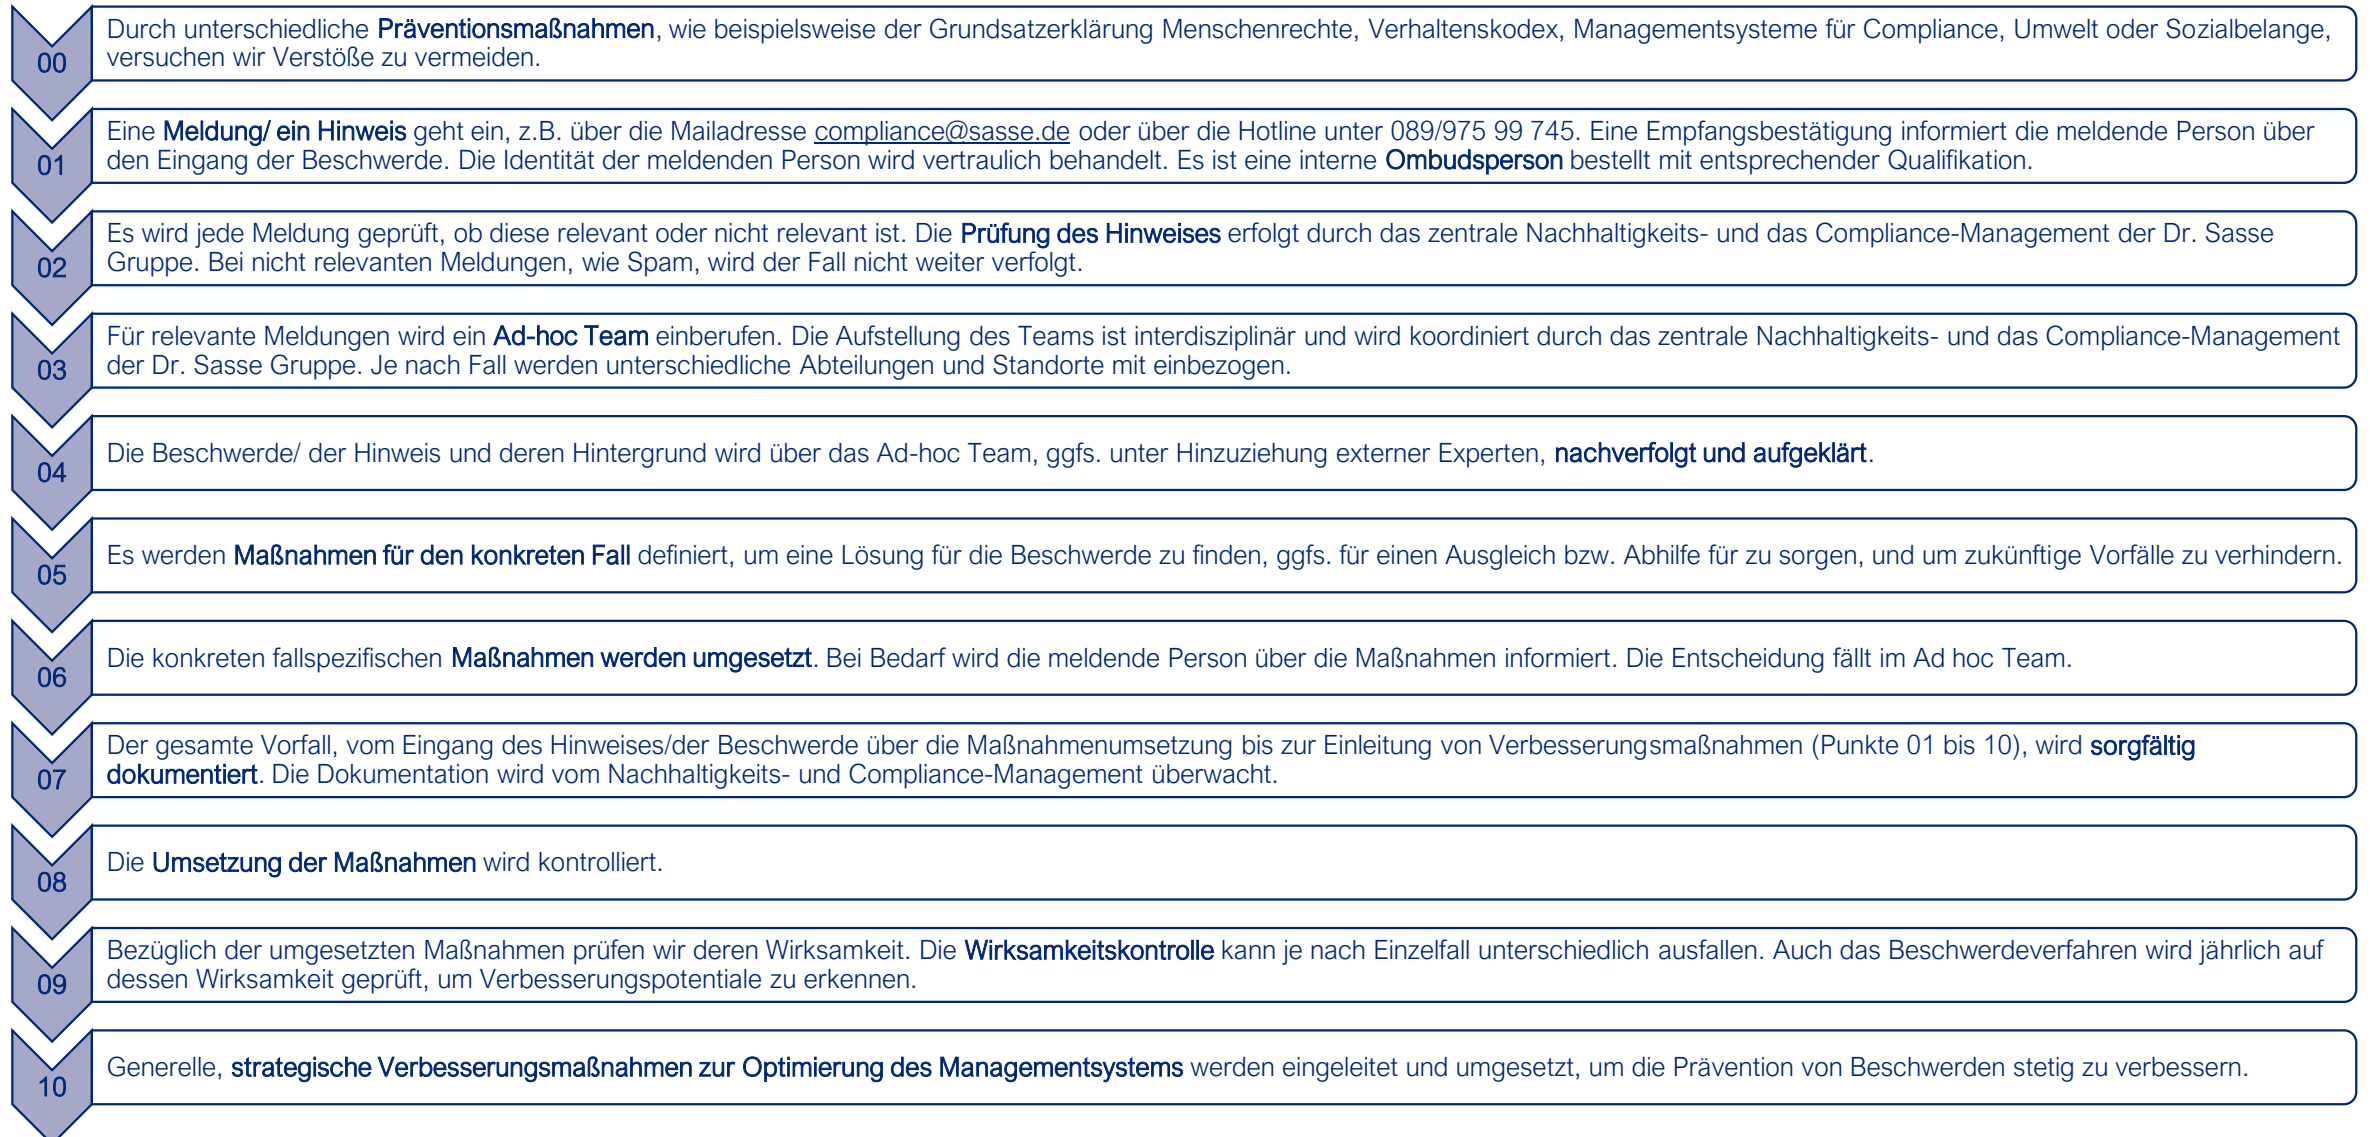 00
Durch unterschiedliche Präventionsmaßnahmen, wie beispielsweise der Grundsatzerklärung Menschenrechte, Verhaltenskodex, Managementsysteme für Compliance, Umwelt oder Sozialbelange,
versuchen wir Verstöße zu vermeiden.
01
Eine Meldung/ ein Hinweis geht ein, z.B. über die Mailadresse compliance@sasse.de oder über die Hotline unter 089/975 99 745. Eine Empfangsbestätigung informiert die meldende Person über
den Eingang der Beschwerde. Die Identität der meldenden Person wird vertraulich behandelt. Es ist eine interne Ombudsperson bestellt mit entsprechender Qualifikation.
02
Es wird jede Meldung geprüft, ob diese relevant oder nicht relevant ist. Die Prüfung des Hinweises erfolgt durch das zentrale Nachhaltigkeits- und das Compliance-Management der Dr. Sasse
Gruppe. Bei nicht relevanten Meldungen, wie Spam, wird der Fall nicht weiter verfolgt.
03
Für relevante Meldungen wird ein Ad-hoc Team einberufen. Die Aufstellung des Teams ist interdisziplinär und wird koordiniert durch das zentrale Nachhaltigkeits- und das Compliance-Management
der Dr. Sasse Gruppe. Je nach Fall werden unterschiedliche Abteilungen und Standorte mit einbezogen.
04
Die Beschwerde/ der Hinweis und deren Hintergrund wird über das Ad-hoc Team, ggfs. unter Hinzuziehung externer Experten, nachverfolgt und aufgeklärt.
05
Es werden Maßnahmen für den konkreten Fall definiert, um eine Lösung für die Beschwerde zu finden, ggfs. für einen Ausgleich bzw. Abhilfe für zu sorgen, und um zukünftige Vorfälle zu verhindern.
06
Die konkreten fallspezifischen Maßnahmen werden umgesetzt. Bei Bedarf wird die meldende Person über die Maßnahmen informiert. Die Entscheidung fällt im Ad hoc Team.
07
Der gesamte Vorfall, vom Eingang des Hinweises/der Beschwerde über die Maßnahmenumsetzung bis zur Einleitung von Verbesserungsmaßnahmen (Punkte 01 bis 10), wird sorgfältig
dokumentiert. Die Dokumentation wird vom Nachhaltigkeits- und Compliance-Management überwacht.
08
Die Umsetzung der Maßnahmen wird kontrolliert.
09
Bezüglich der umgesetzten Maßnahmen prüfen wir deren Wirksamkeit. Die Wirksamkeitskontrolle kann je nach Einzelfall unterschiedlich ausfallen. Auch das Beschwerdeverfahren wird jährlich auf
dessen Wirksamkeit geprüft, um Verbesserungspotentiale zu erkennen.
10
Generelle, strategische Verbesserungsmaßnahmen zur Optimierung des Managementsystems werden eingeleitet und umgesetzt, um die Prävention von Beschwerden stetig zu verbessern.